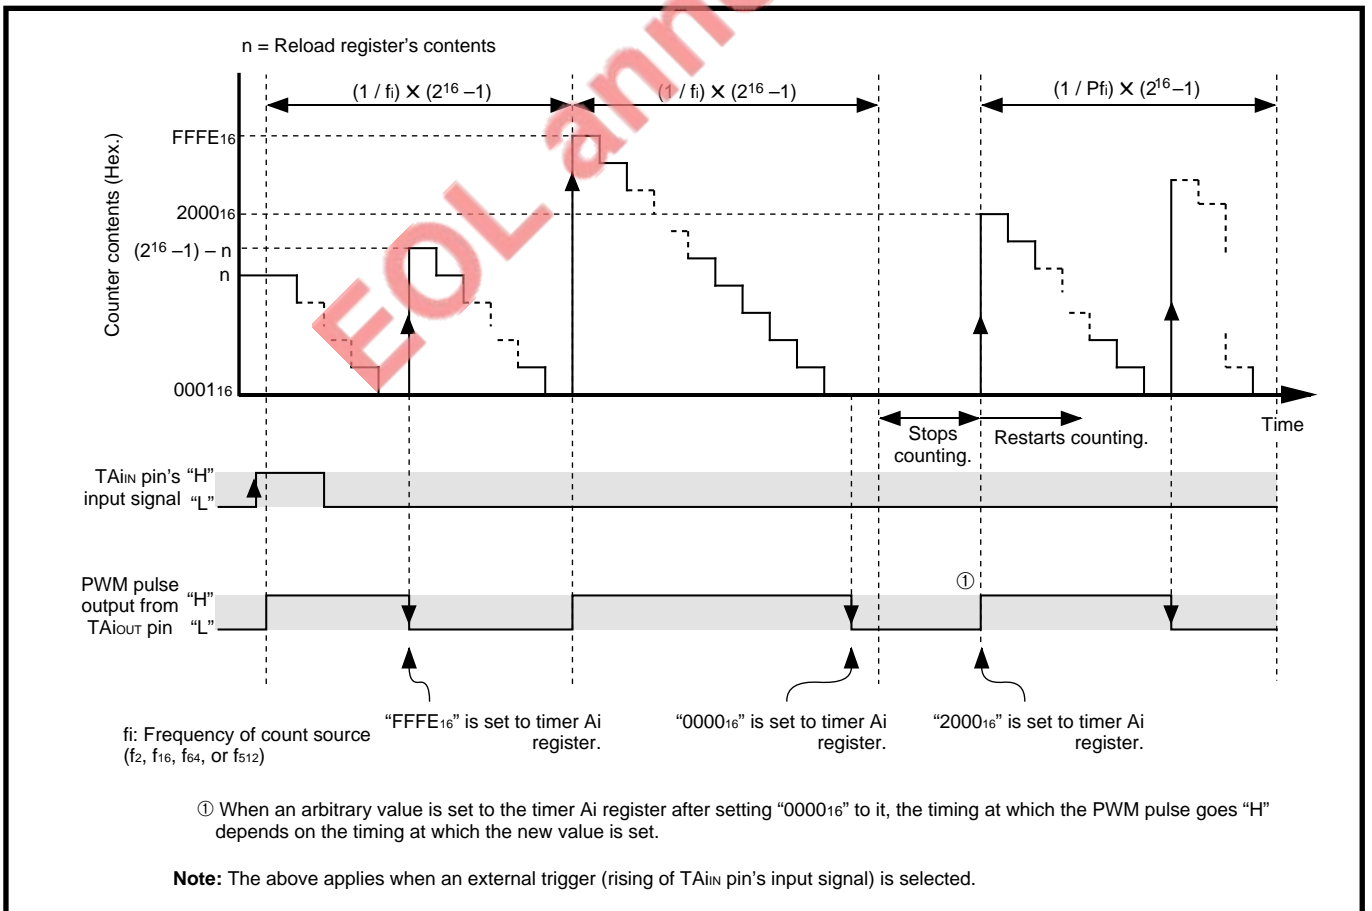 EOL ann
n = Reload register's contents
(1 / fi) X (2¹⁶ –1)
(1 / fi) X (2¹⁶ –1)
(1 / Pfi) X (2¹⁶ –1)
Counter contents (Hex.)
FFFE₁₆
2000₁₆
(2¹⁶ –1) – n
n
0001₁₆
Time
Stops
counting.
Restarts counting.
TAiIN pin's "H"
input signal "L"
①
PWM pulse
output from "H"
TAiOUT pin "L"
"FFFE₁₆" is set to timer Ai
register.
"0000₁₆" is set to timer Ai
register.
"2000₁₆" is set to timer Ai
register.
fi: Frequency of count source
(f₂, f₁₆, f₆₄, or f₅₁₂)
① When an arbitrary value is set to the timer Ai register after setting "0000₁₆" to it, the timing at which the PWM pulse goes "H"
depends on the timing at which the new value is set.
Note: The above applies when an external trigger (rising of TAiIN pin's input signal) is selected.